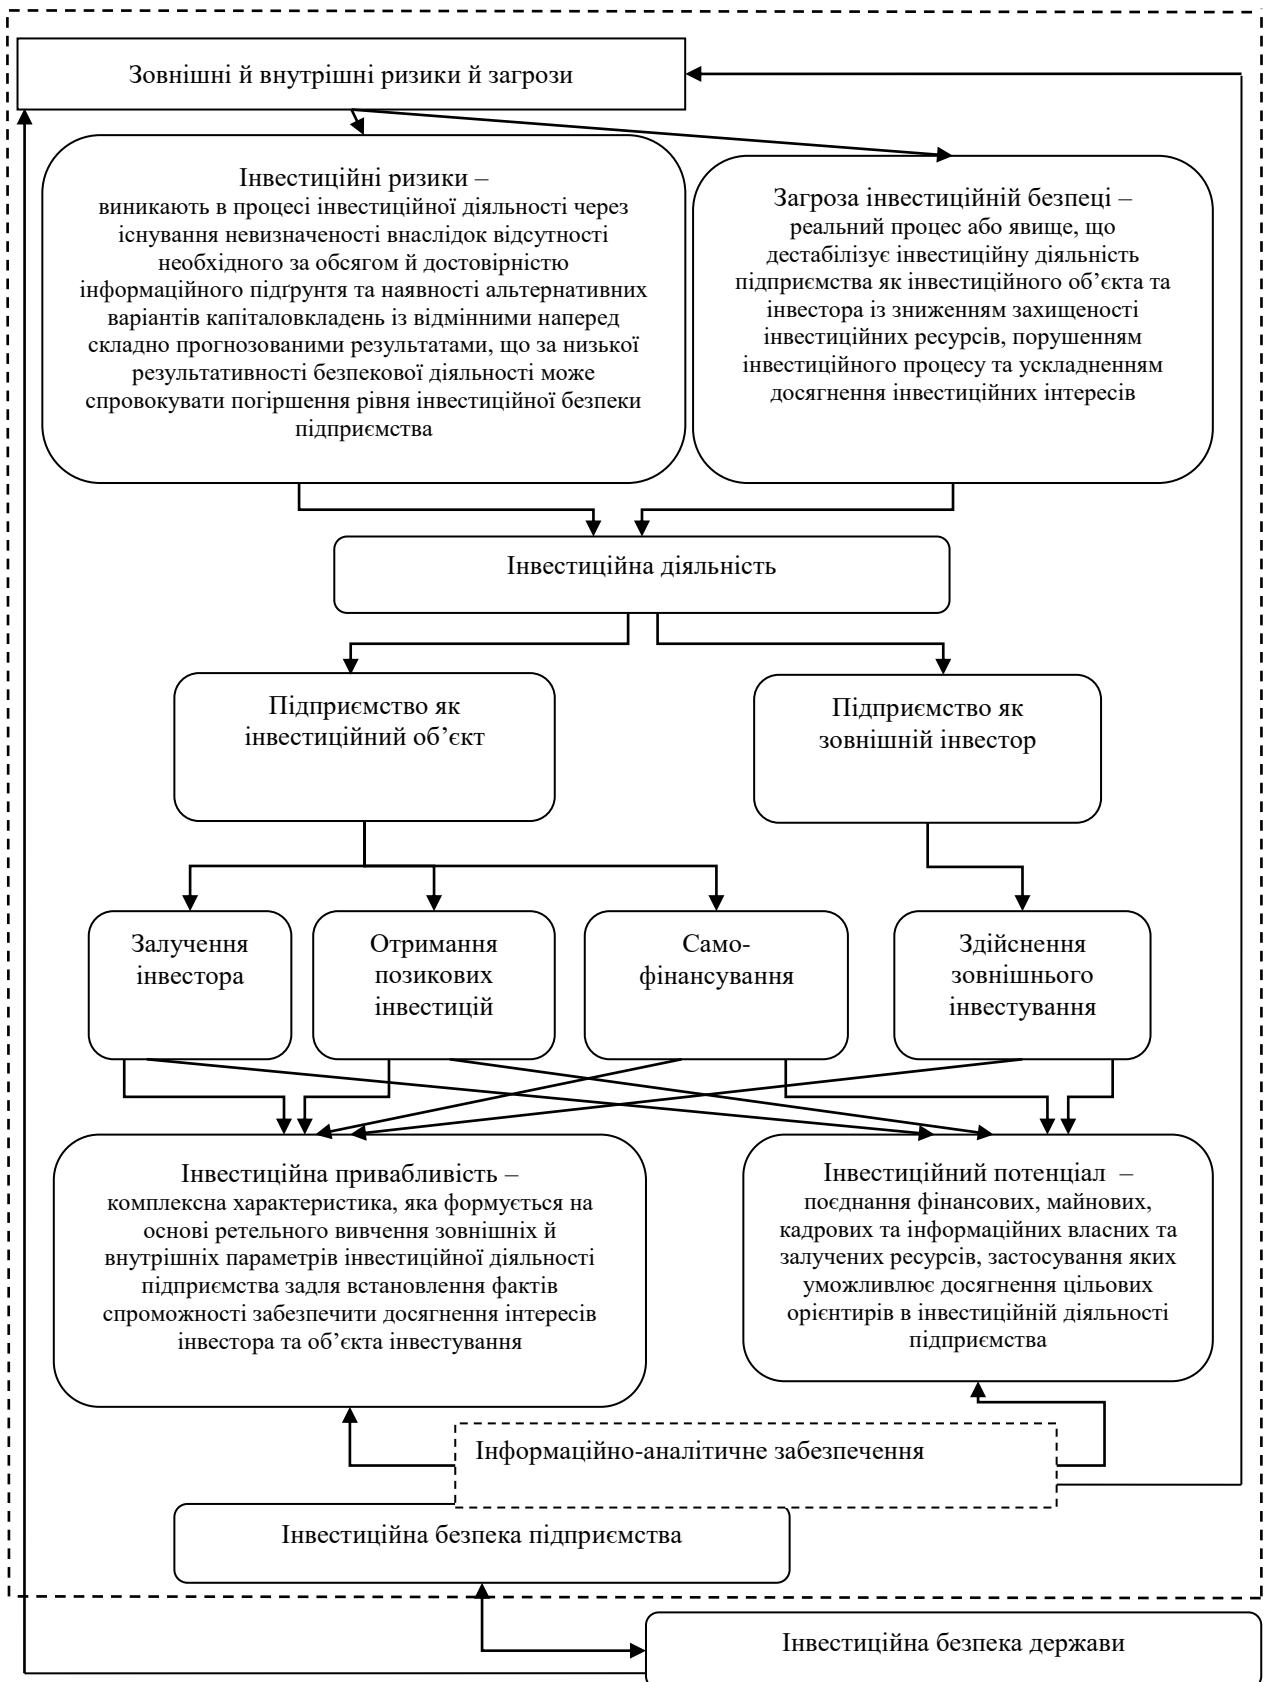 Зовнішні й внутрішні ризики й загрози
Інвестиційні ризики –
виникають в процесі інвестиційної діяльності через
існування невизначеності внаслідок відсутності
необхідного за обсягом й достовірністю
інформаційного підґрунтя та наявності альтернативних
варіантів капіталовкладень із відмінними наперед
складно прогнозованими результатами, що за низької
результативності безпекової діяльності може
спровокувати погіршення рівня інвестиційної безпеки
підприємства
Загроза інвестиційній безпеці –
реальний процес або явище, що
дестабілізує інвестиційну діяльність
підприємства як інвестиційного об’єкта та
інвестора із зниженням захищеності
інвестиційних ресурсів, порушенням
інвестиційного процесу та ускладненням
досягнення інвестиційних інтересів
Інвестиційна діяльність
Підприємство як
інвестиційний об’єкт
Підприємство як
зовнішній інвестор
Залучення
інвестора
Отримання
позикових
інвестицій
Само-
фінансування
Здійснення
зовнішнього
інвестування
Інвестиційна привабливість –
комплексна характеристика, яка формується на
основі ретельного вивчення зовнішніх й
внутрішніх параметрів інвестиційної діяльності
підприємства задля встановлення фактів
спроможності забезпечити досягнення інтересів
інвестора та об’єкта інвестування
Інвестиційний потенціал –
поєднання фінансових, майнових,
кадрових та інформаційних власних та
залучених ресурсів, застосування яких
уможливлює досягнення цільових
орієнтирів в інвестиційній діяльності
підприємства
Інформаційно-аналітичне забезпечення
Інвестиційна безпека підприємства
Інвестиційна безпека держави